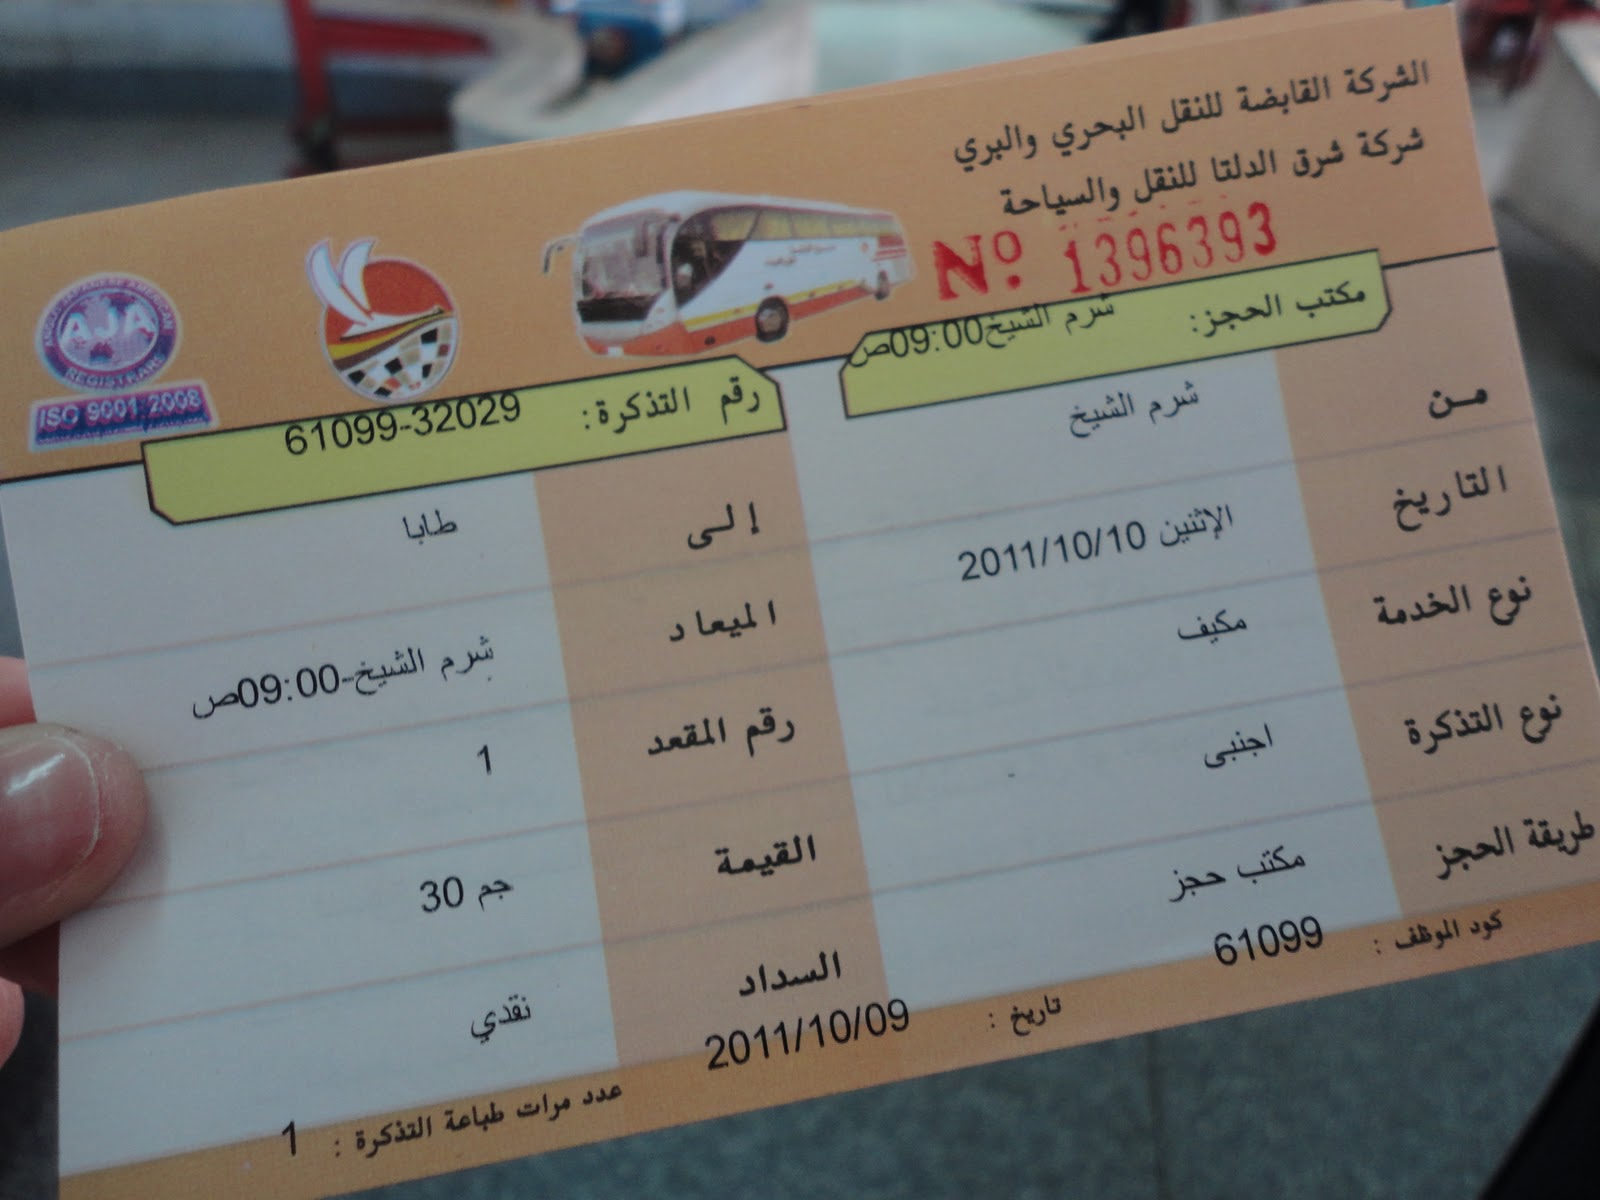 الشركة القابضة للنقل البحري والبري
شركة شرق الدلتا للنقل والسياحة
Nº. 1396393
AJA
REGISTRARS
ISO 9001:2008
مكتب الحجز: شرم الشيخ09:00ص
رقم التذكرة: 61099-32029
من شرم الشيخ
إلى طابا
التاريخ الإثنين 2011/10/10
الميعاد شرم الشيخ-09:00ص
نوع الخدمة مكيف
رقم المقعد 1
نوع التذكرة اجنبى
القيمة جم 30
طريقة الحجز مكتب حجز
السداد نقدي
كود الموظف : 61099
تاريخ : 2011/10/09
عدد مرات طباعة التذكرة : 1